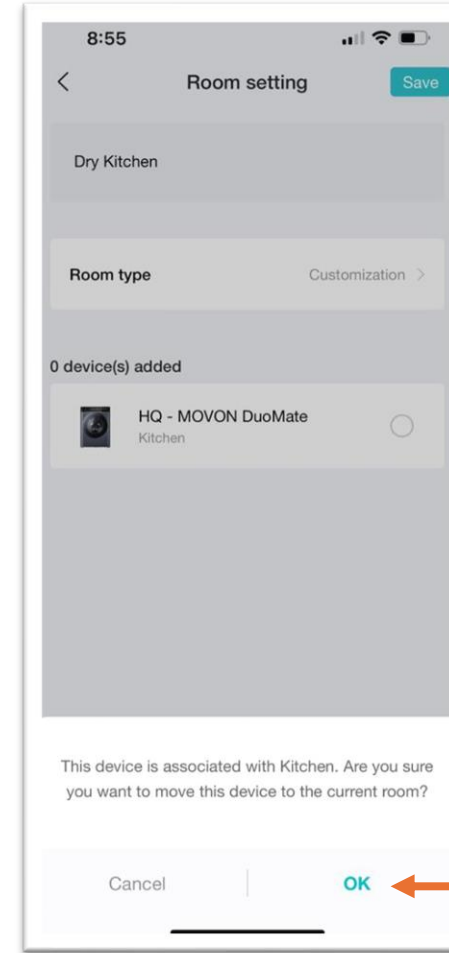 8:55
Room setting
Save
Dry Kitchen
Room type
Customization
0 device(s) added
HQ - MOVON DuoMate
Kitchen
This device is associated with Kitchen. Are you sure
you want to move this device to the current room?
Cancel
OK